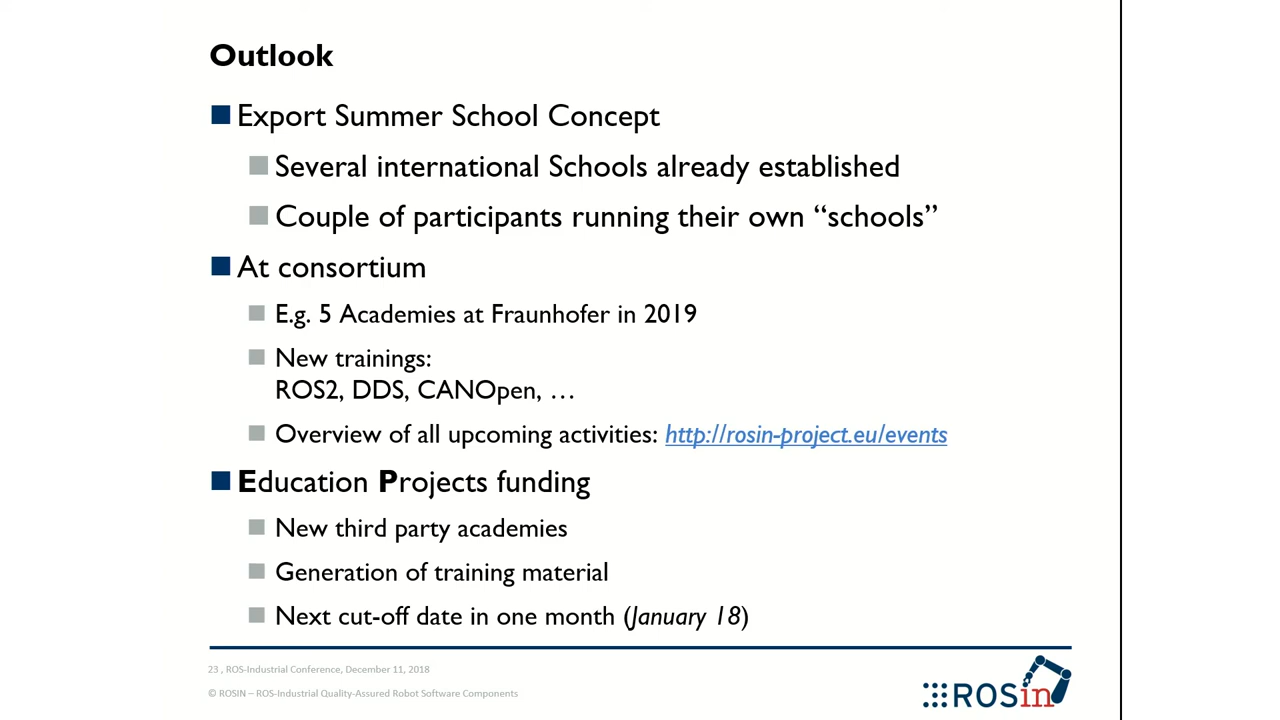 Outlook
Export Summer School Concept
Several international Schools already established
Couple of participants running their own “schools”
At consortium
E.g. 5 Academies at Fraunhofer in 2019
New trainings:
ROS2, DDS, CANOpen, …
Overview of all upcoming activities: http://rosin-project.eu/events
Education Projects funding
New third party academies
Generation of training material
Next cut-off date in one month (January 18)
23 , ROS-Industrial Conference, December 11, 2018
© ROSIN – ROS-Industrial Quality-Assured Robot Software Components
ROSin